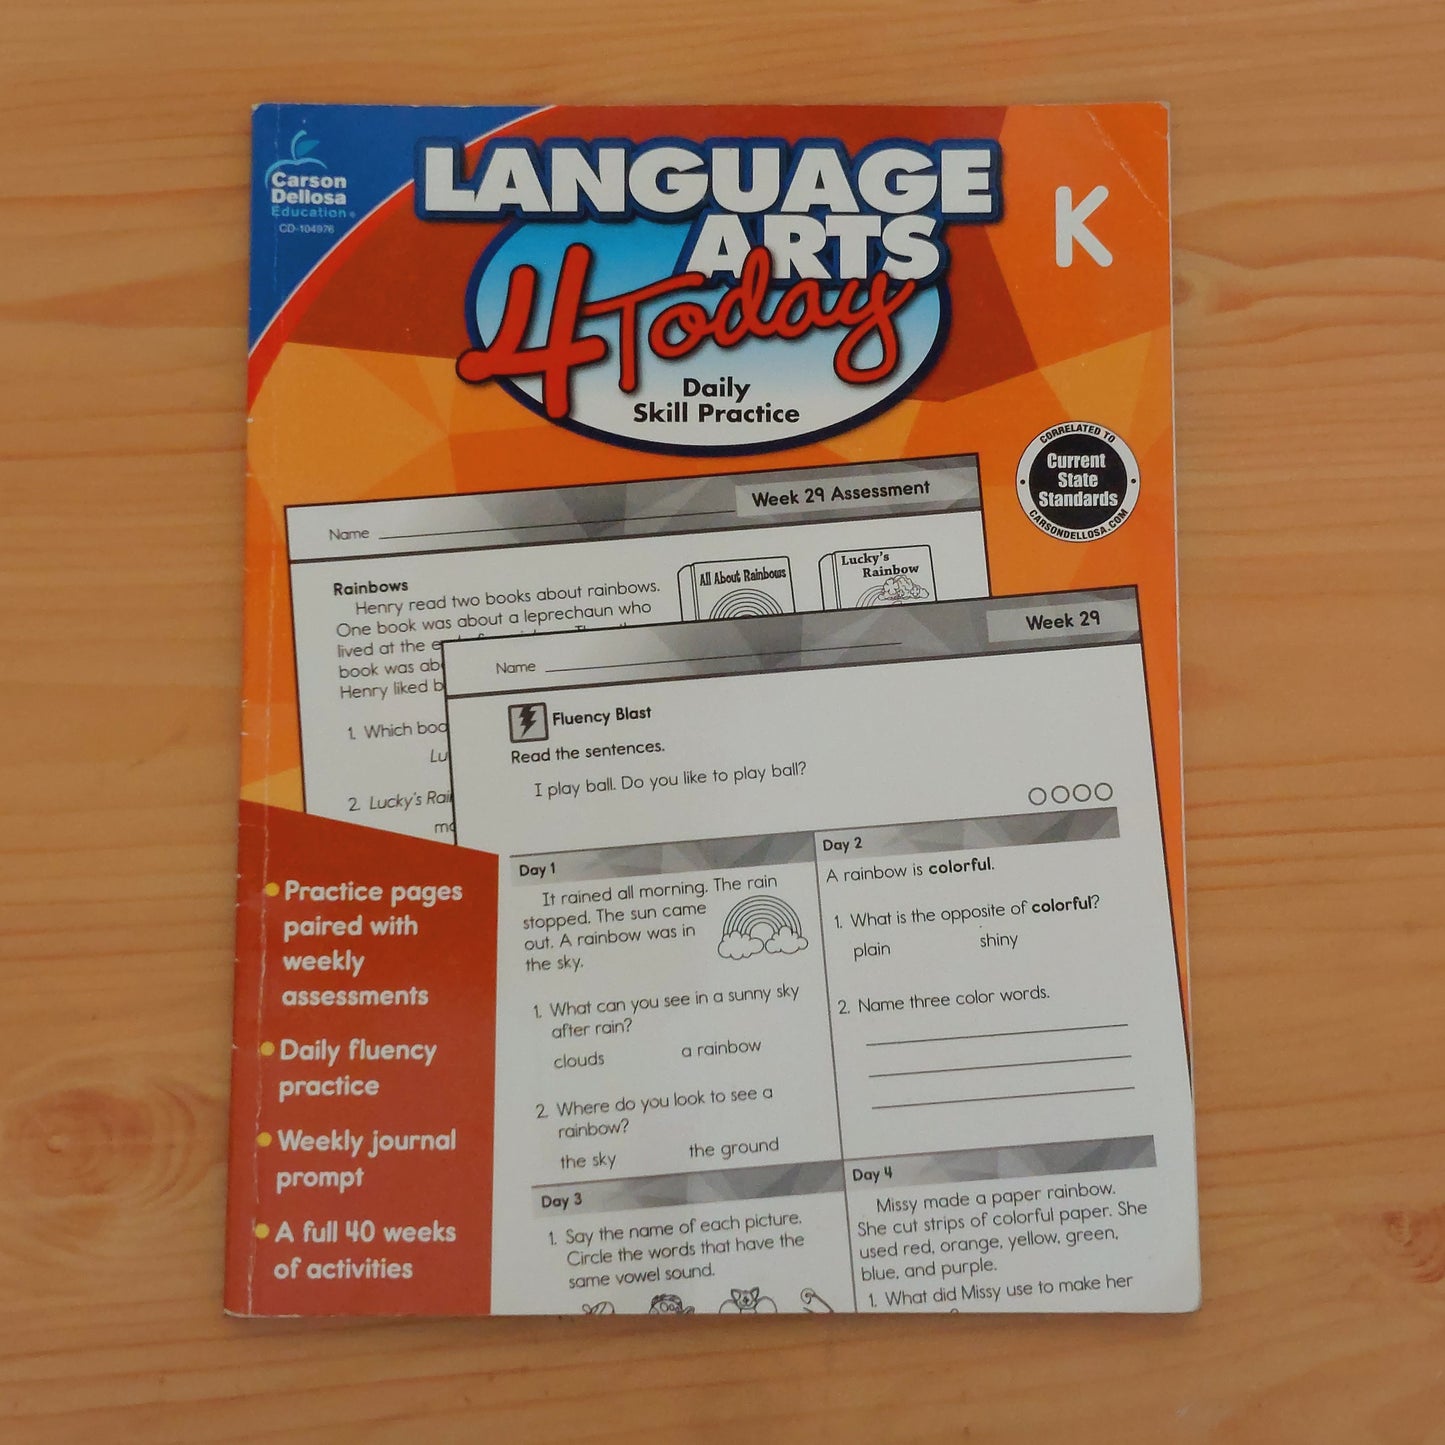 Carson
Dellosa
Education
CD-104976
LANGUAGE
ARTS
4 Today
Daily
Skill Practice
K
CORRELATED TO
Current
State
Standards
CARSONDELLOSA.COM
Week 29 Assessment
Name
Rainbows
Henry read two books about rainbows.
One book was about a leprechaun who
lived at the
book was
Henry liked
All About Rainbows
Lucky's
Rainbow
1. Which
2. Lucky's
Week 29
Name
Fluency Blast
Read the sentences.
I play ball. Do you like to play ball?
Day 1
It rained all morning. The rain
stopped. The sun came
out. A rainbow was in
the sky.
1. What can you see in a sunny sky
after rain?
clouds a rainbow
2. Where do you look to see a
rainbow?
the sky the ground
Day 2
A rainbow is colorful.
1. What is the opposite of colorful?
plain shiny
2. Name three color words.
Day 3
1. Say the name of each picture.
Circle the words that have the
same vowel sound.
Day 4
Missy made a paper rainbow.
She cut strips of colorful paper. She
used red, orange, yellow, green,
blue, and purple.
1. What did Missy use to make her
Practice pages
paired with
weekly
assessments
Daily fluency
practice
Weekly journal
prompt
A full 40 weeks
of activities